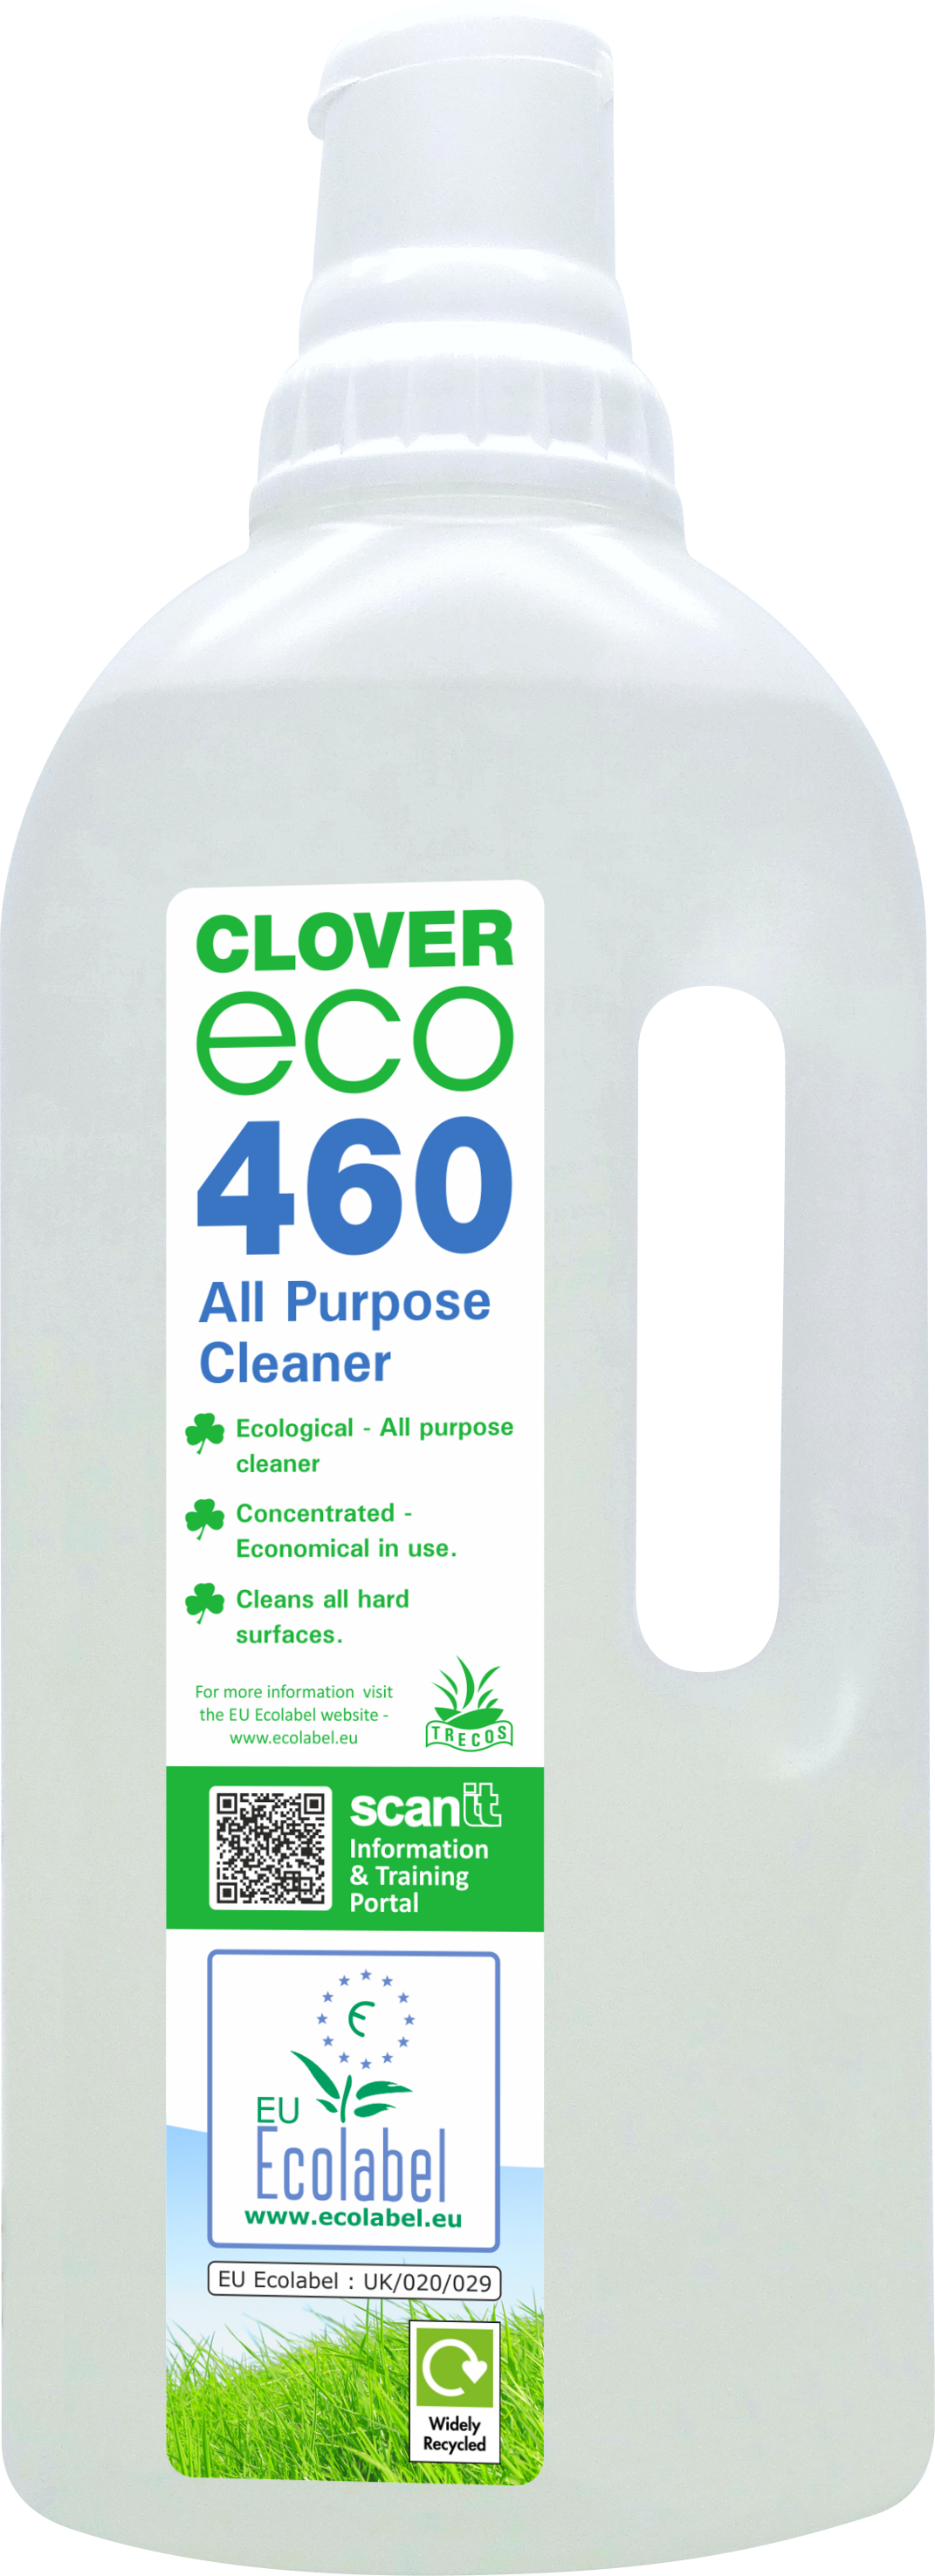 CLOVER
eco
460
All Purpose
Cleaner
Ecological - All purpose
cleaner
Concentrated -
Economical in use.
Cleans all hard
surfaces.
For more information visit
the EU Ecolabel website -
www.ecolabel.eu
TRECOS
scanit
Information
& Training
Portal
EU
Ecolabel
www.ecolabel.eu
EU Ecolabel : UK/020/029
Widely
Recycled